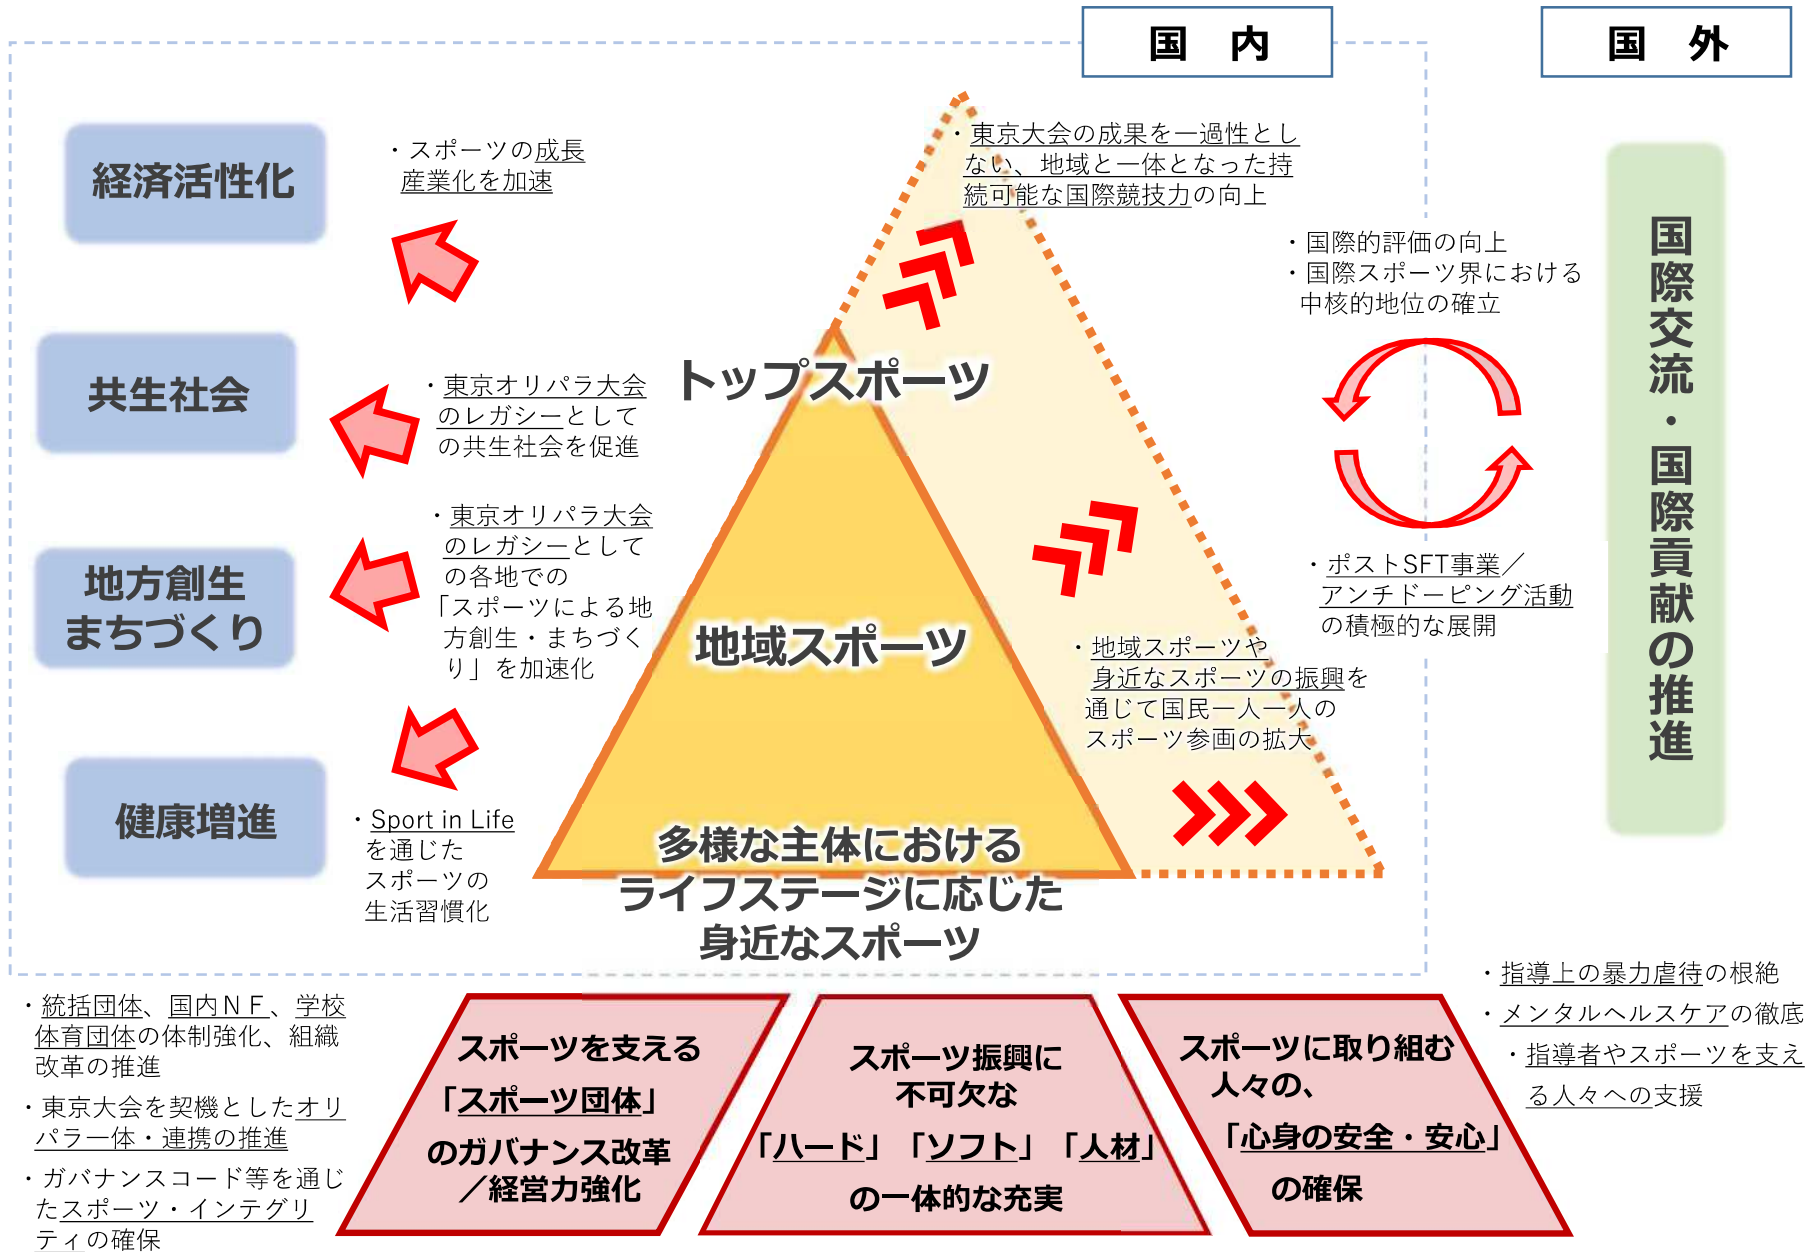 国　内
国　外
経済活性化
・スポーツの成長
産業化を加速
・東京大会の成果を一過性とし
ない、地域と一体となった持
続可能な国際競技力の向上
共生社会
・東京オリパラ大会
のレガシーとして
の共生社会を促進
地方創生
まちづくり
・東京オリパラ大会
のレガシーとして
の各地での
「スポーツによる地
方創生・まちづく
り」を加速化
健康増進
・Sport in Life
を通じた
スポーツの
生活習慣化
トップスポーツ
地域スポーツ
多様な主体における
ライフステージに応じた
身近なスポーツ
・地域スポーツや
身近なスポーツの振興を
通じて国民一人一人の
スポーツ参画の拡大
・国際的評価の向上
・国際スポーツ界における
中核的地位の確立
・ポストSFT事業／
アンチドーピング活動
の積極的な展開
国際交流・国際貢献の推進
・統括団体、国内ＮＦ、学校
体育団体の体制強化、組織
改革の推進
・東京大会を契機としたオリ
パラ一体・連携の推進
・ガバナンスコード等を通じ
たスポーツ・インテグリ
ティの確保
スポーツを支える
「スポーツ団体」
のガバナンス改革
／経営力強化
スポーツ振興に
不可欠な
「ハード」「ソフト」「人材」
の一体的な充実
スポーツに取り組む
人々の、
「心身の安全・安心」
の確保
・指導上の暴力虐待の根絶
・メンタルヘルスケアの徹底
・指導者やスポーツを支え
る人々への支援